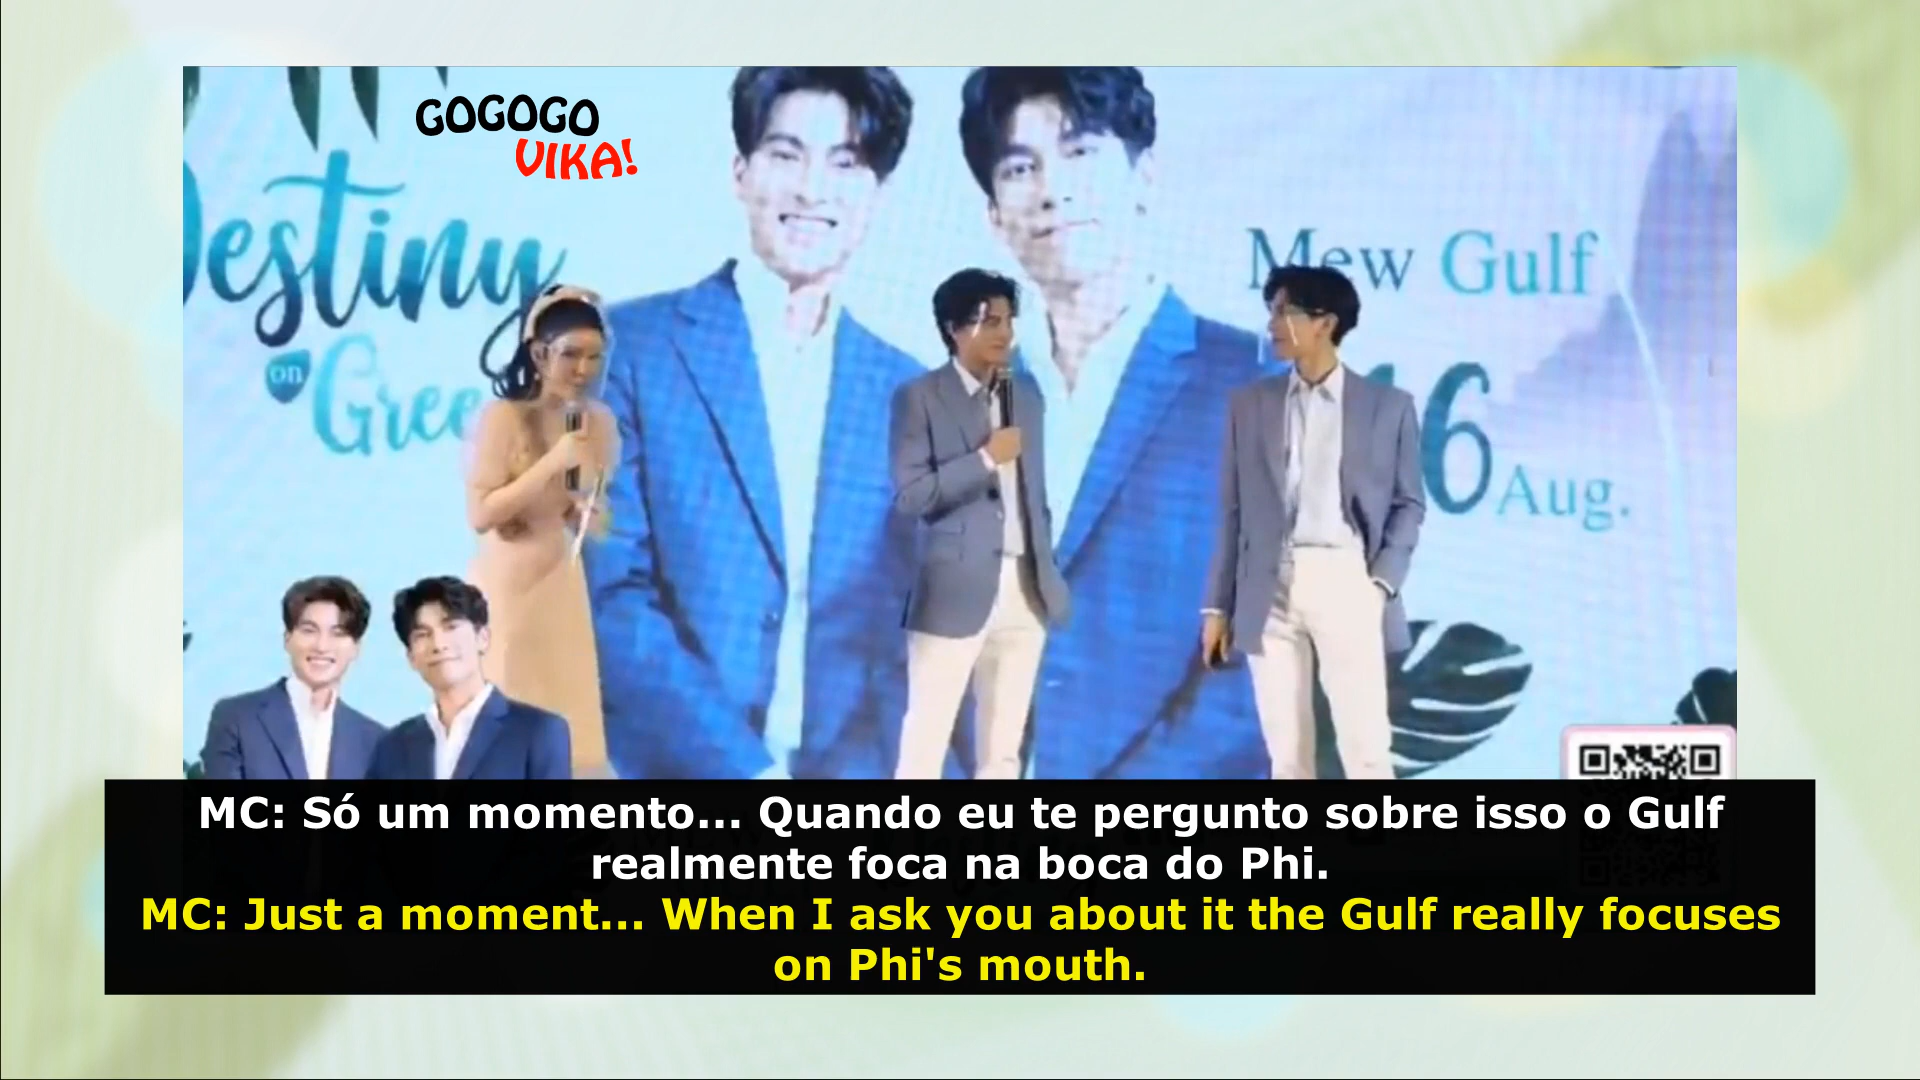 GOGOGO
VIKA!
Destiny
on
Gree
Mew Gulf
16
Aug.
MC: Só um momento... Quando eu te pergunto sobre isso o Gulf
realmente foca na boca do Phi.
MC: Just a moment... When I ask you about it the Gulf really focuses
on Phi's mouth.